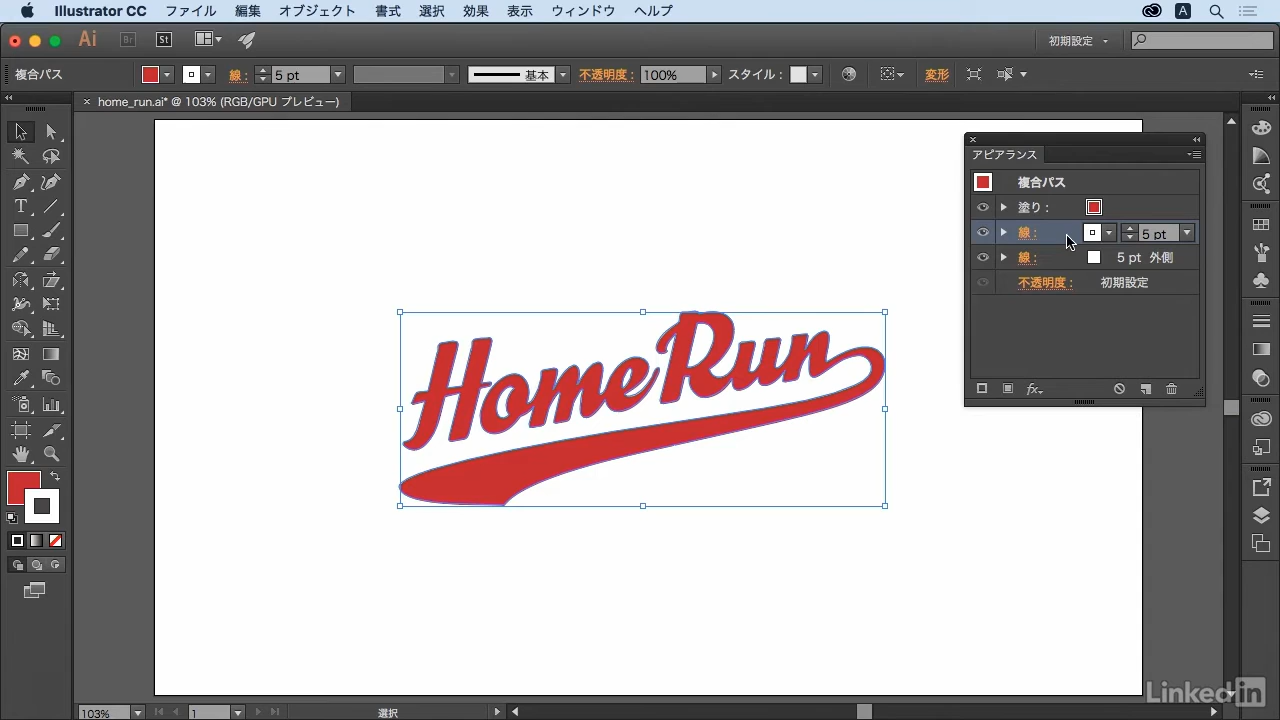 Illustrator CC ファイル 編集 オブジェクト 書式 選択 効果 表示 ウィンドウ ヘルプ A
Ai Br St 初期設定
複合パス 線 : 5 pt 基本 不透明度 : 100% スタイル : 変形
× home_run.ai* @ 103% (RGB/GPU プレビュー)
アピアランス
複合パス
塗り :
線 : 5 pt
線 : 5 pt 外側
不透明度 : 初期設定
fx
Home Run
T
103% 1 選択
Linked in